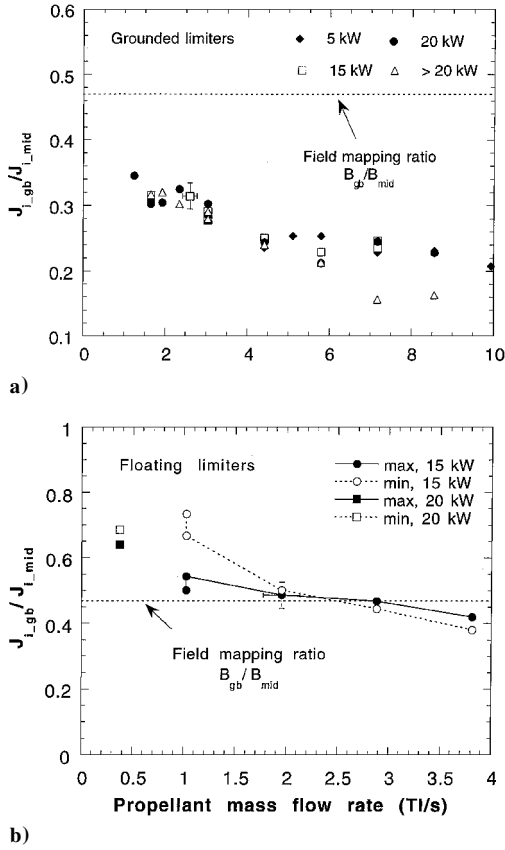 0.6
0.5
0.4
0.3
0.2
0.1
J_i_gb/J_i_mid
Grounded limiters
5 kW
20 kW
15 kW
> 20 kW
Field mapping ratio
B_gb/B_mid
0 2 4 6 8 10
a)
1
0.8
0.6
0.4
0.2
0
J_i_gb / J_i_mid
Floating limiters
max, 15 kW
min, 15 kW
max, 20 kW
min, 20 kW
Field mapping ratio
B_gb / B_mid
0 0.5 1 1.5 2 2.5 3 3.5 4
Propellant mass flow rate (Tl/s)
b)